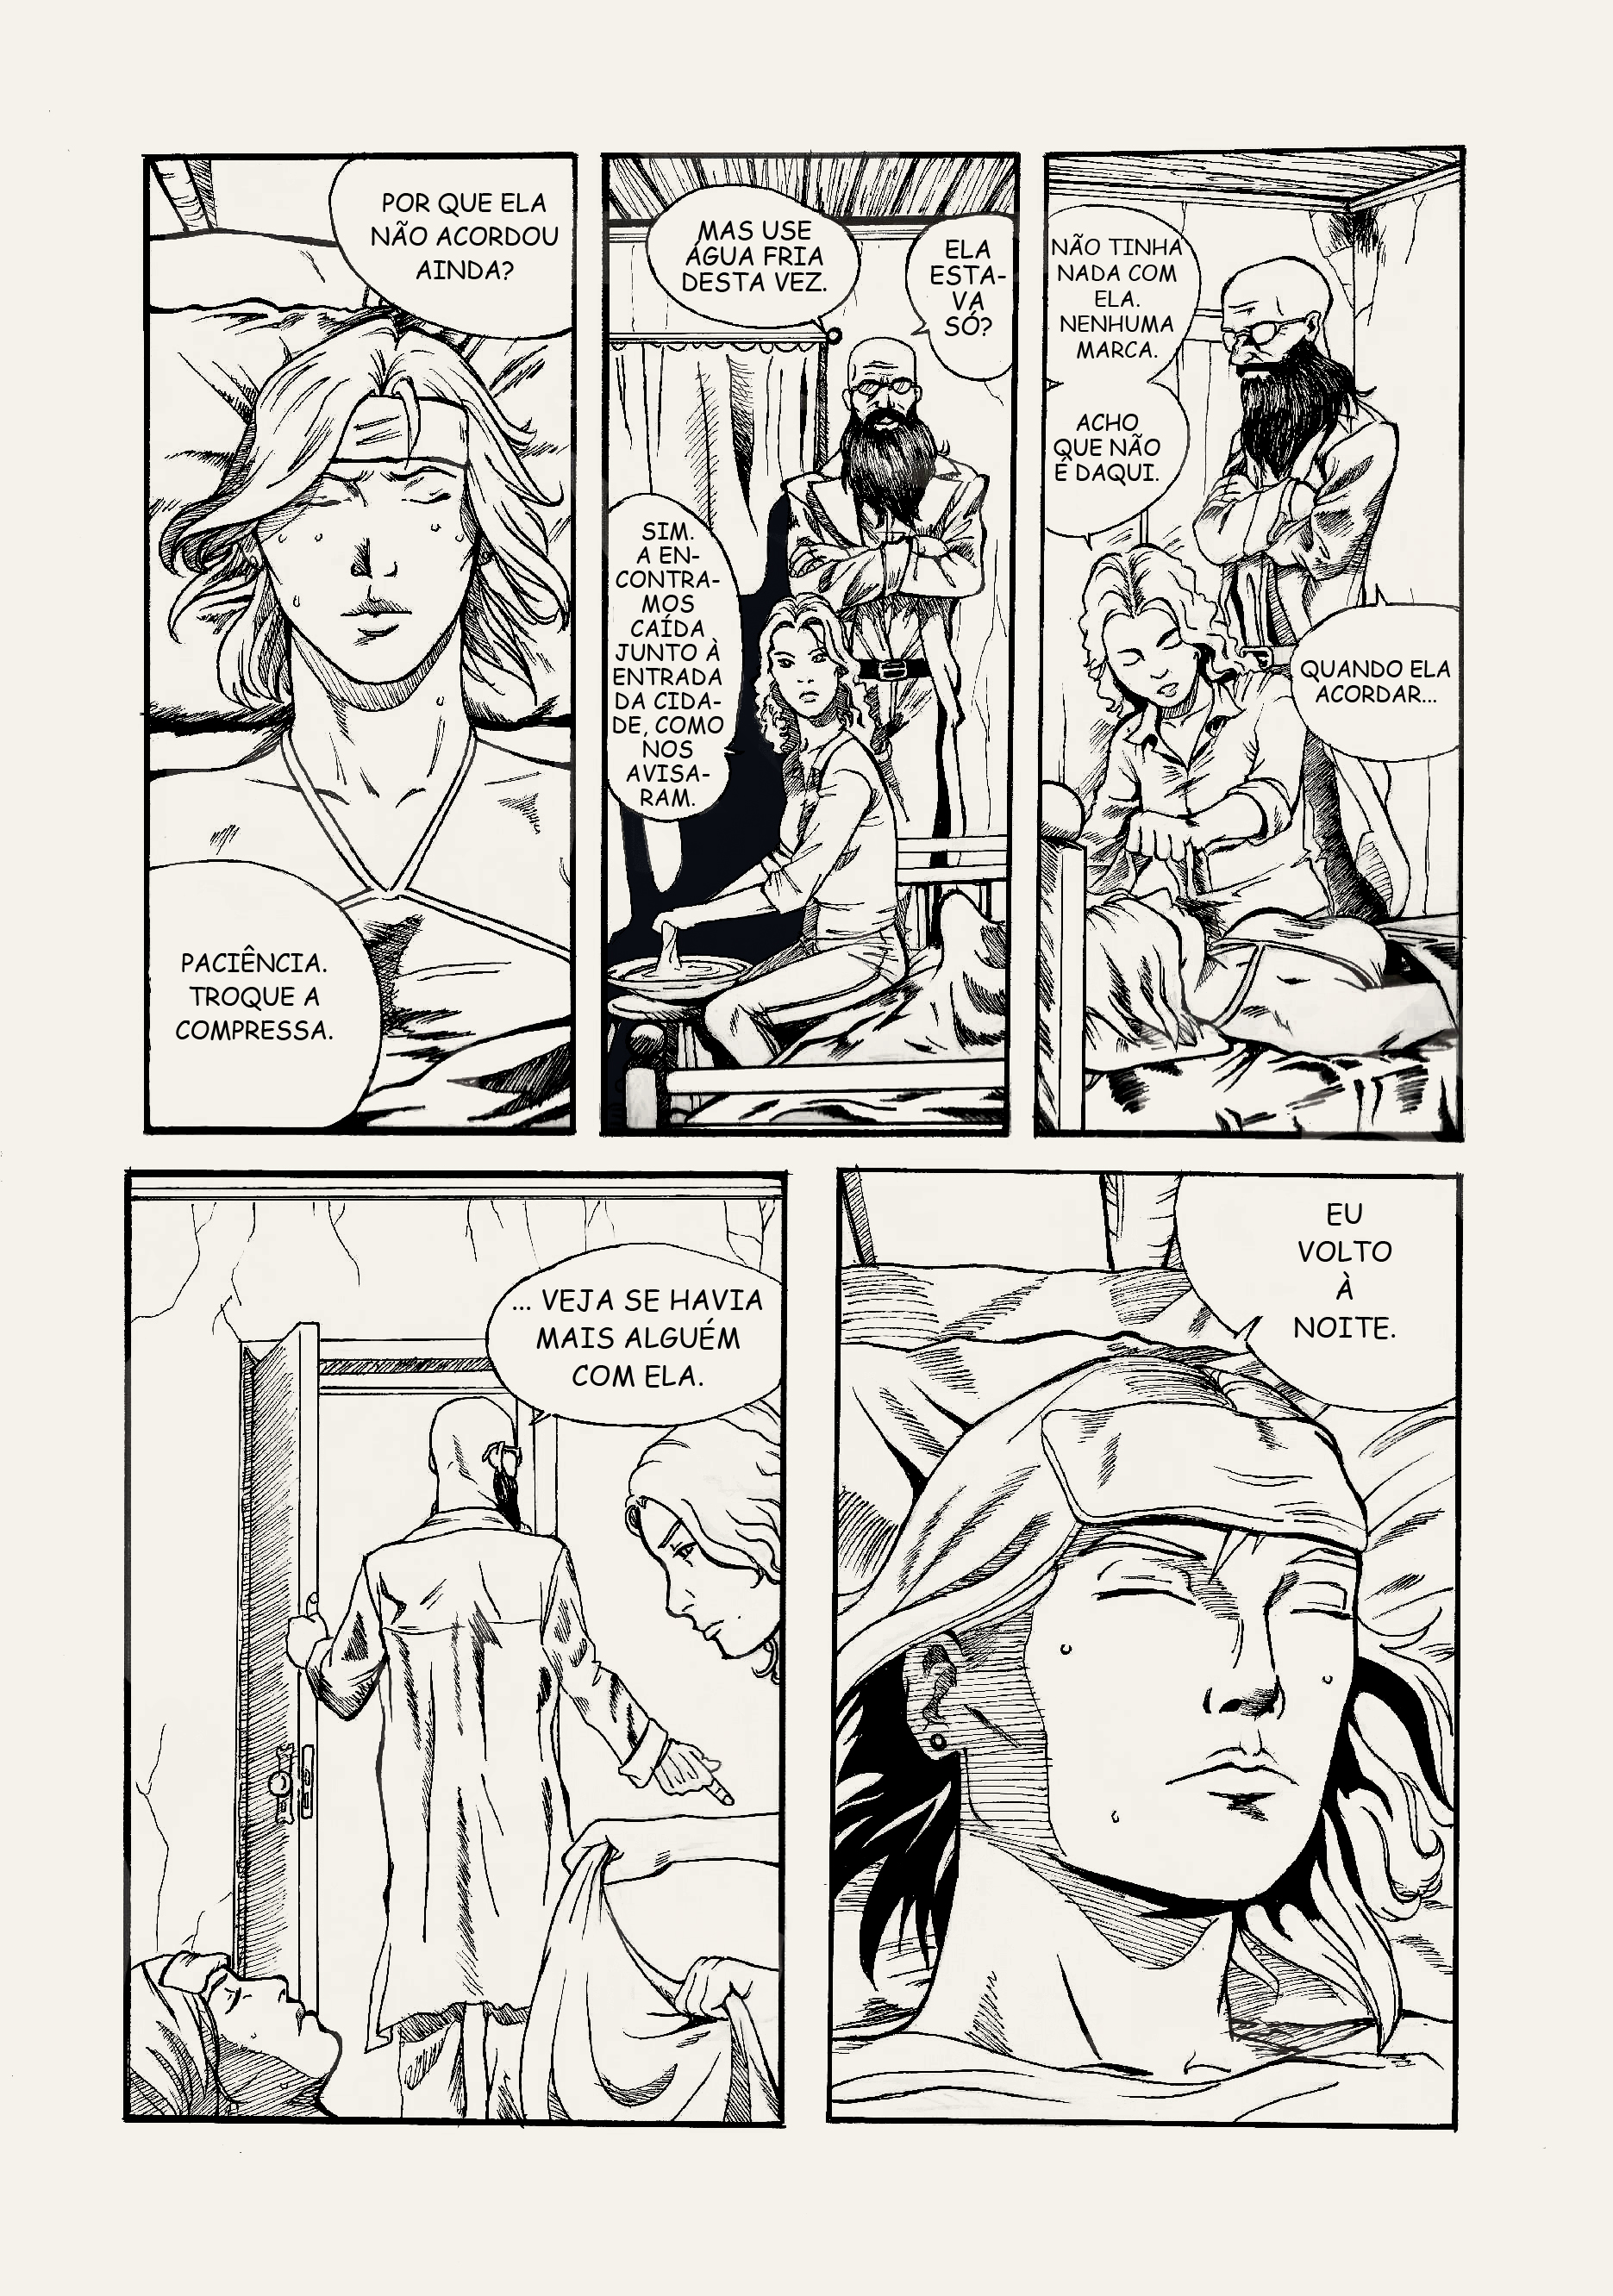 POR QUE ELA
NÃO ACORDOU
AINDA?
PACIÊNCIA.
TROQUE A
COMPRESSA.
MAS USE
ÁGUA FRIA
DESTA VEZ.
ELA
ESTA-
VA
SÓ?
SIM.
A EN-
CONTRA-
MOS
CAÍDA
JUNTO À
ENTRADA
DA CIDA-
DE, COMO
NOS
AVISA-
RAM.
NÃO TINHA
NADA COM
ELA.
NENHUMA
MARCA.
ACHO
QUE NÃO
É DAQUI.
QUANDO ELA
ACORDAR...
... VEJA SE HAVIA
MAIS ALGUÉM
COM ELA.
EU
VOLTO
À
NOITE.